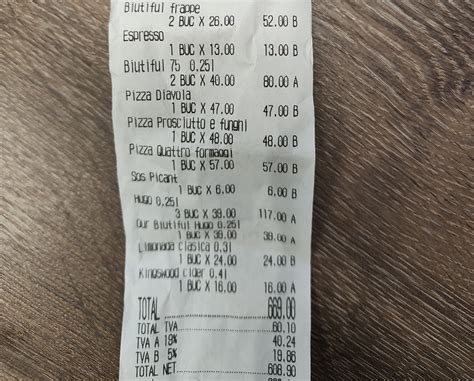 Biutiful frappe
2 BUC X 26.00 52.00 B
Espresso
1 BUC X 13.00 13.00 B
Biutiful 75 0.25l
2 BUC X 40.00 80.00 A
Pizza Diavola
1 BUC X 47.00 47.00 B
Pizza Prosciutto e funghi
1 BUC X 48.00 48.00 B
Pizza Quattro formaggi
1 BUC X 57.00 57.00 B
Sos Picant
1 BUC X 6.00 6.00 B
Hugo 0.25l
3 BUC X 39.00 117.00 A
Our Biutiful Hugo 0.25l
1 BUC X 39.00 39.00 A
Limonada clasica 0.3l
1 BUC X 24.00 24.00 B
Kingswood cider 0.4l
1 BUC X 16.00 16.00 A
TOTAL 669.00
TOTAL TVA 60.10
TVA A 19% 40.24
TVA B 5% 19.86
TOTAL NET 608.90